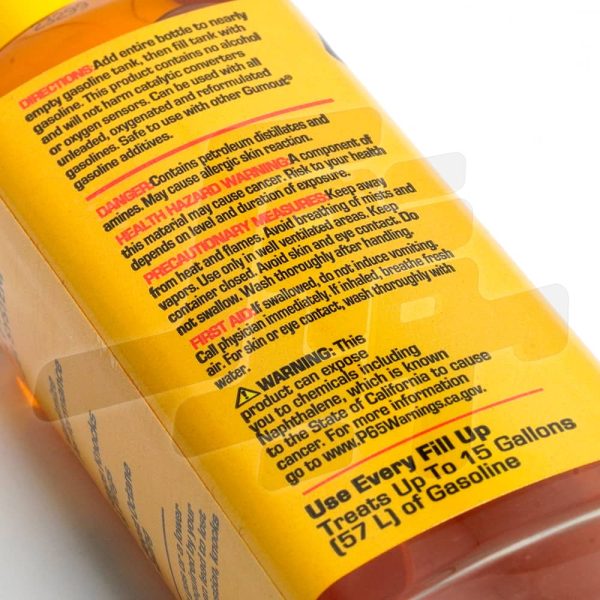 DIRECTIONS:Add entire bottle to nearly
empty gasoline tank, then fill tank with
gasoline. This product contains no alcohol
and will not harm catalytic converters
or oxygen sensors. Can be used with all
unleaded, oxygenated and reformulated
gasolines. Safe to use with other Gumout®
gasoline additives.
DANGER:Contains petroleum distillates and
amines. May cause allergic skin reaction.
HEALTH HAZARD WARNING:A component of
this material may cause cancer. Risk to your health
depends on level and duration of exposure.
PRECAUTIONARY MEASURES:Keep away
from heat and flames. Avoid breathing of mists and
vapors. Use only in well ventilated areas. Keep
container closed. Avoid skin and eye contact. Do
not swallow. Wash thoroughly after handling.
FIRST AID:If swallowed, do not induce vomiting.
Call physician immediately. If inhaled, breathe fresh
air. For skin or eye contact, wash thoroughly with
water.
WARNING: This
product can expose
you to chemicals including
Naphthalene, which is known
to the State of California to cause
cancer. For more information
go to www.P65Warnings.ca.gov.
Use Every Fill Up
Treats Up To 15 Gallons
(57 L) of Gasoline
knocks
octane
a lower
by your
knocks,